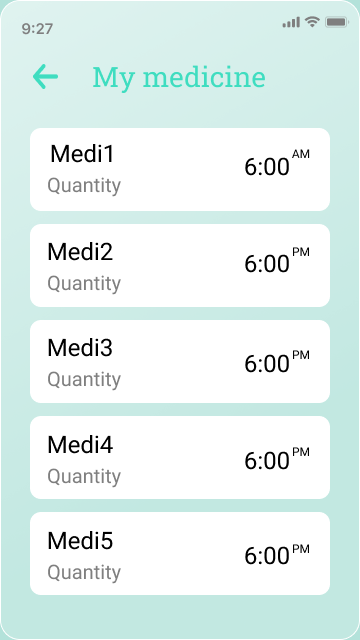 9:27
My medicine
Medi1
6:00 AM
Quantity
Medi2
6:00 PM
Quantity
Medi3
6:00 PM
Quantity
Medi4
6:00 PM
Quantity
Medi5
6:00 PM
Quantity